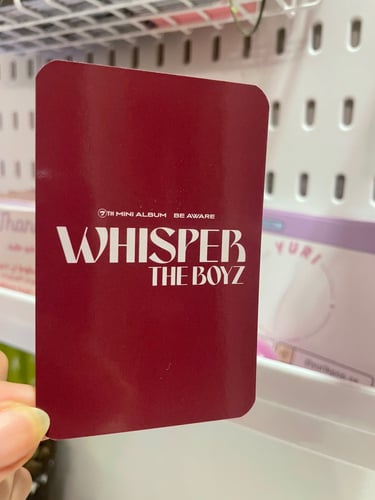 7TH MINI ALBUM BE AWARE
WHISPER
THE BOYZ
YURI